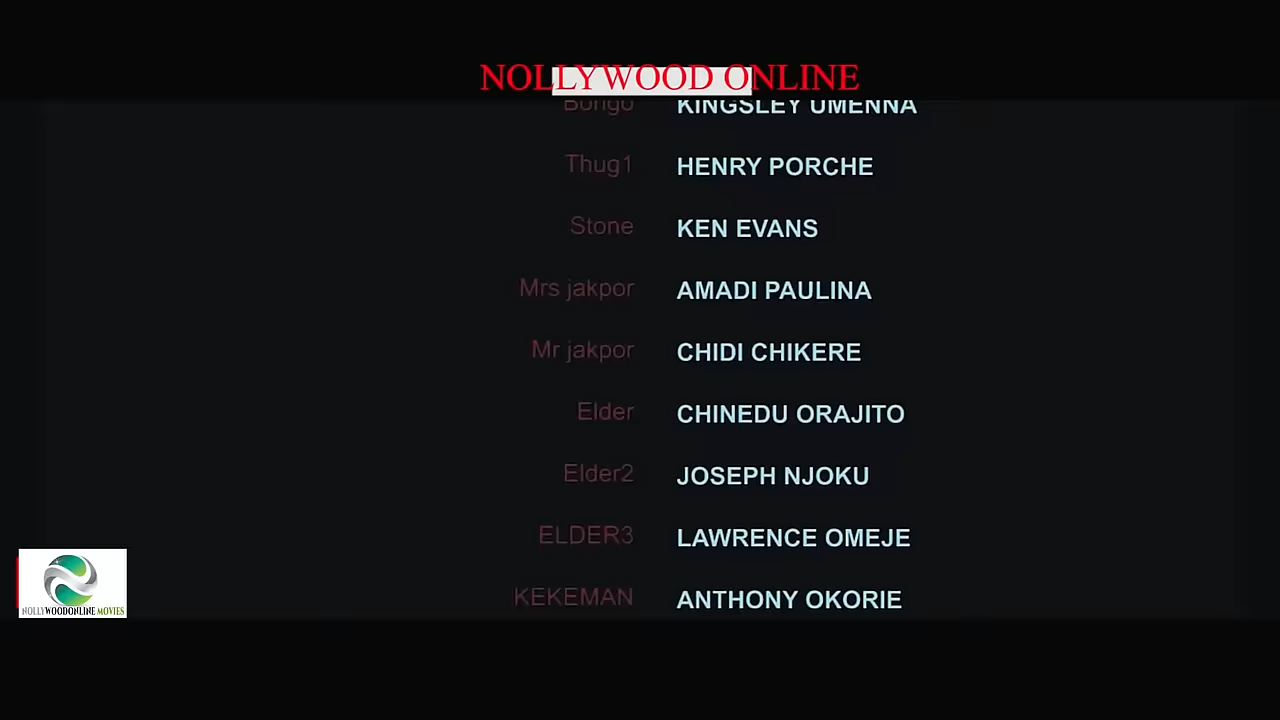 NOLLYWOOD ONLINE
Bongo KINGSLEY UMENNA
Thug1 HENRY PORCHE
Stone KEN EVANS
Mrs jakpor AMADI PAULINA
Mr jakpor CHIDI CHIKERE
Elder CHINEDU ORAJITO
Elder2 JOSEPH NJOKU
ELDER3 LAWRENCE OMEJE
KEKEMAN ANTHONY OKORIE
NOLLYWOODONLINE MOVIES